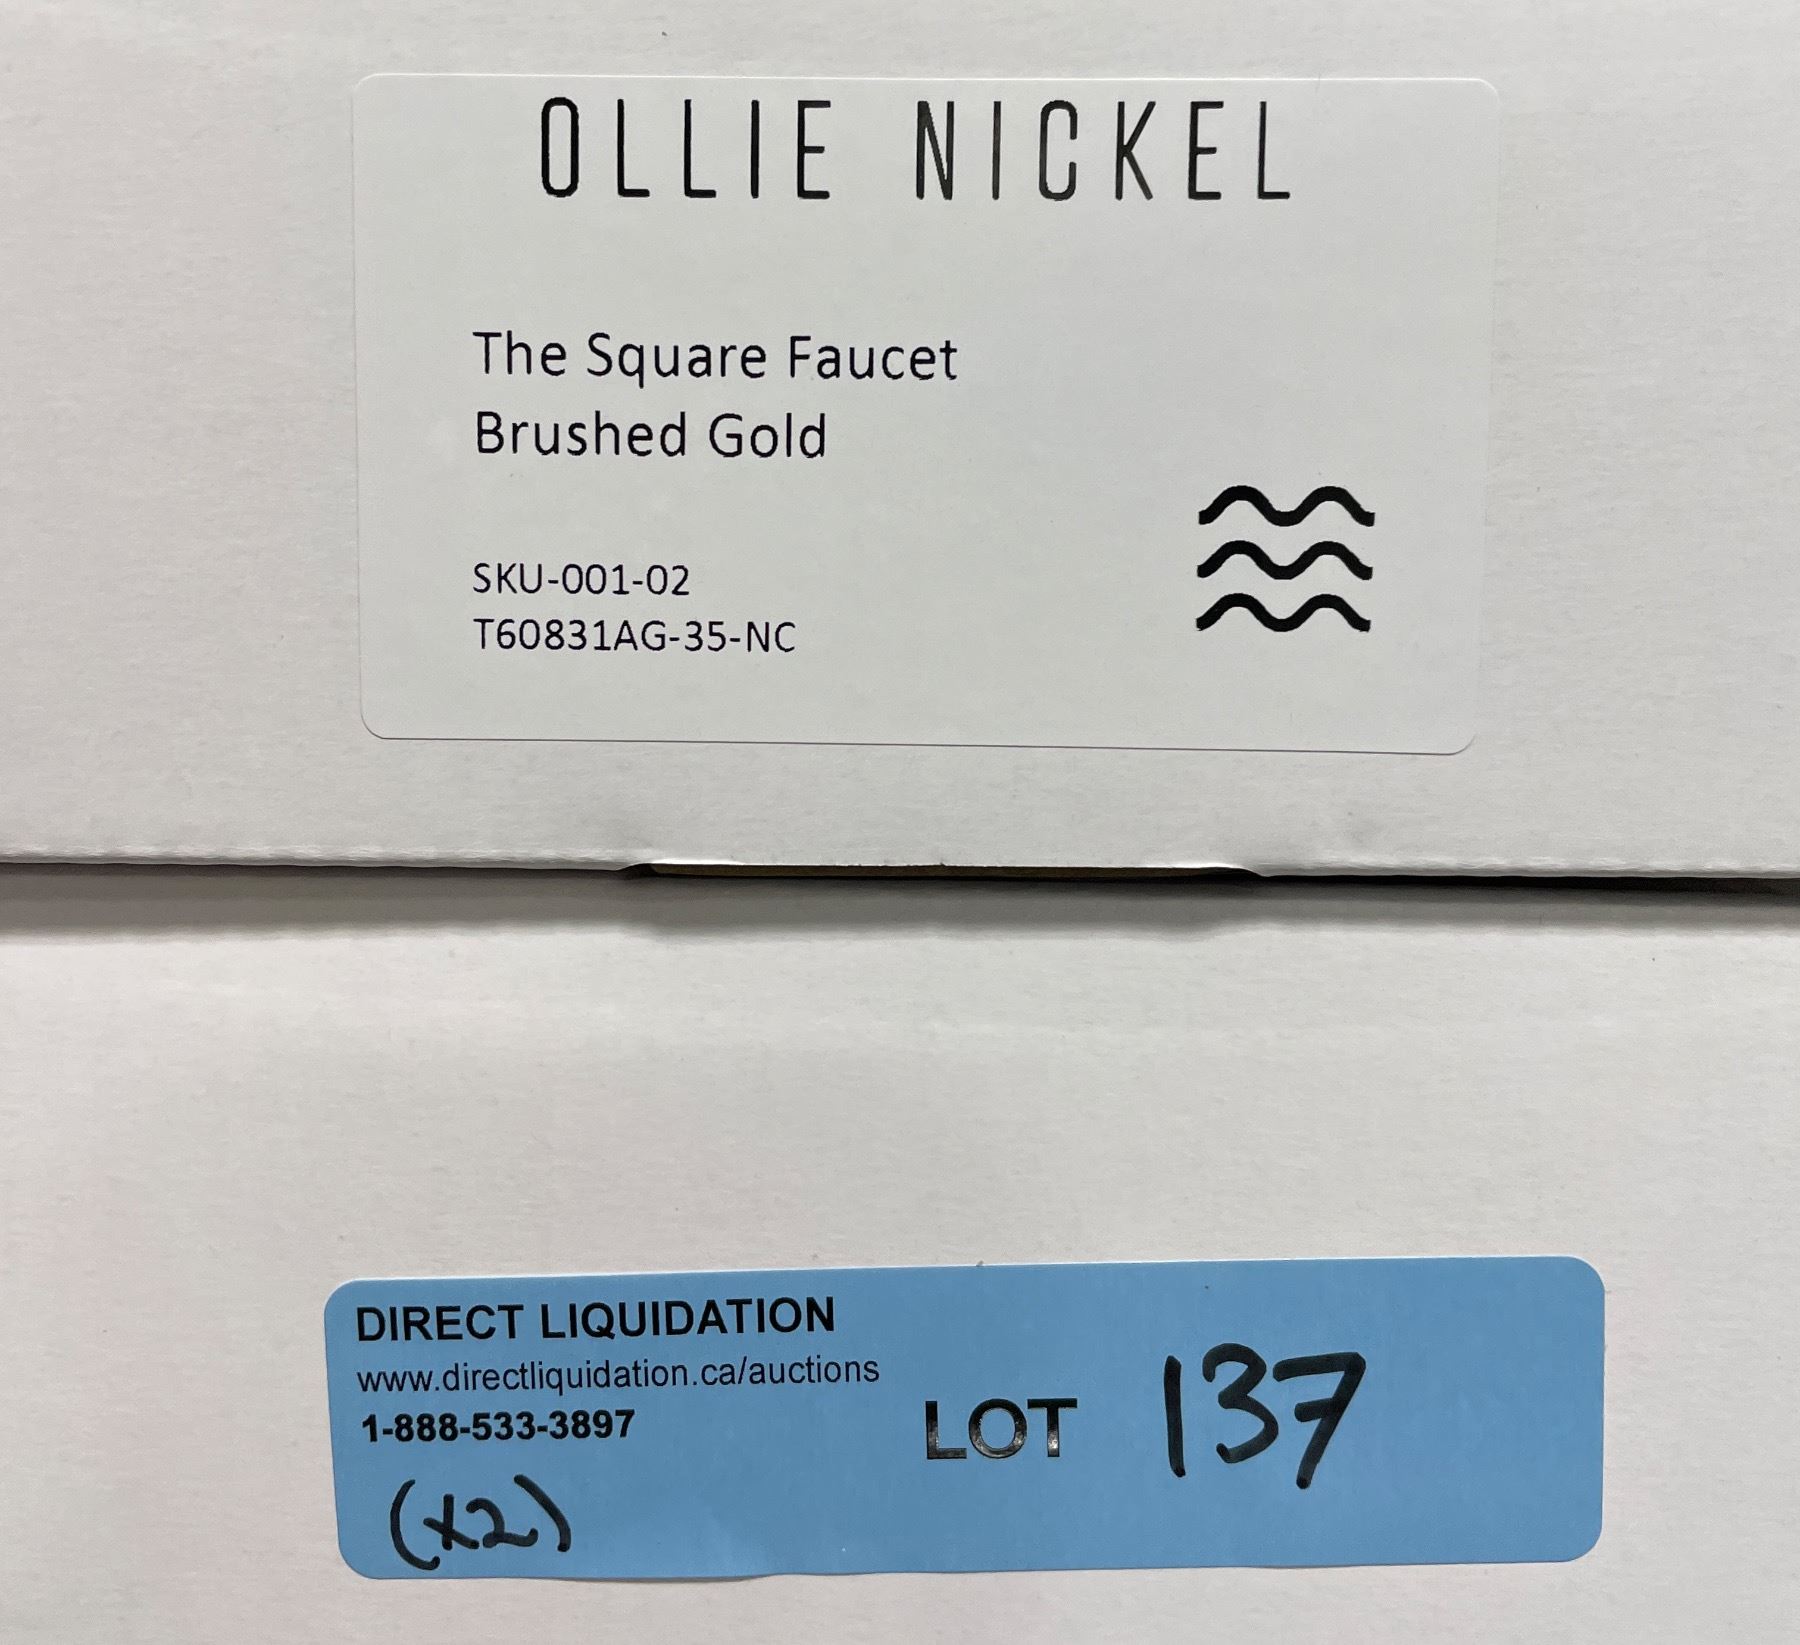 OLLIE NICKEL
The Square Faucet
Brushed Gold
SKU-001-02
T60831AG-35-NC
DIRECT LIQUIDATION
www.directliquidation.ca/auctions
1-888-533-3897
LOT 137
(x2)